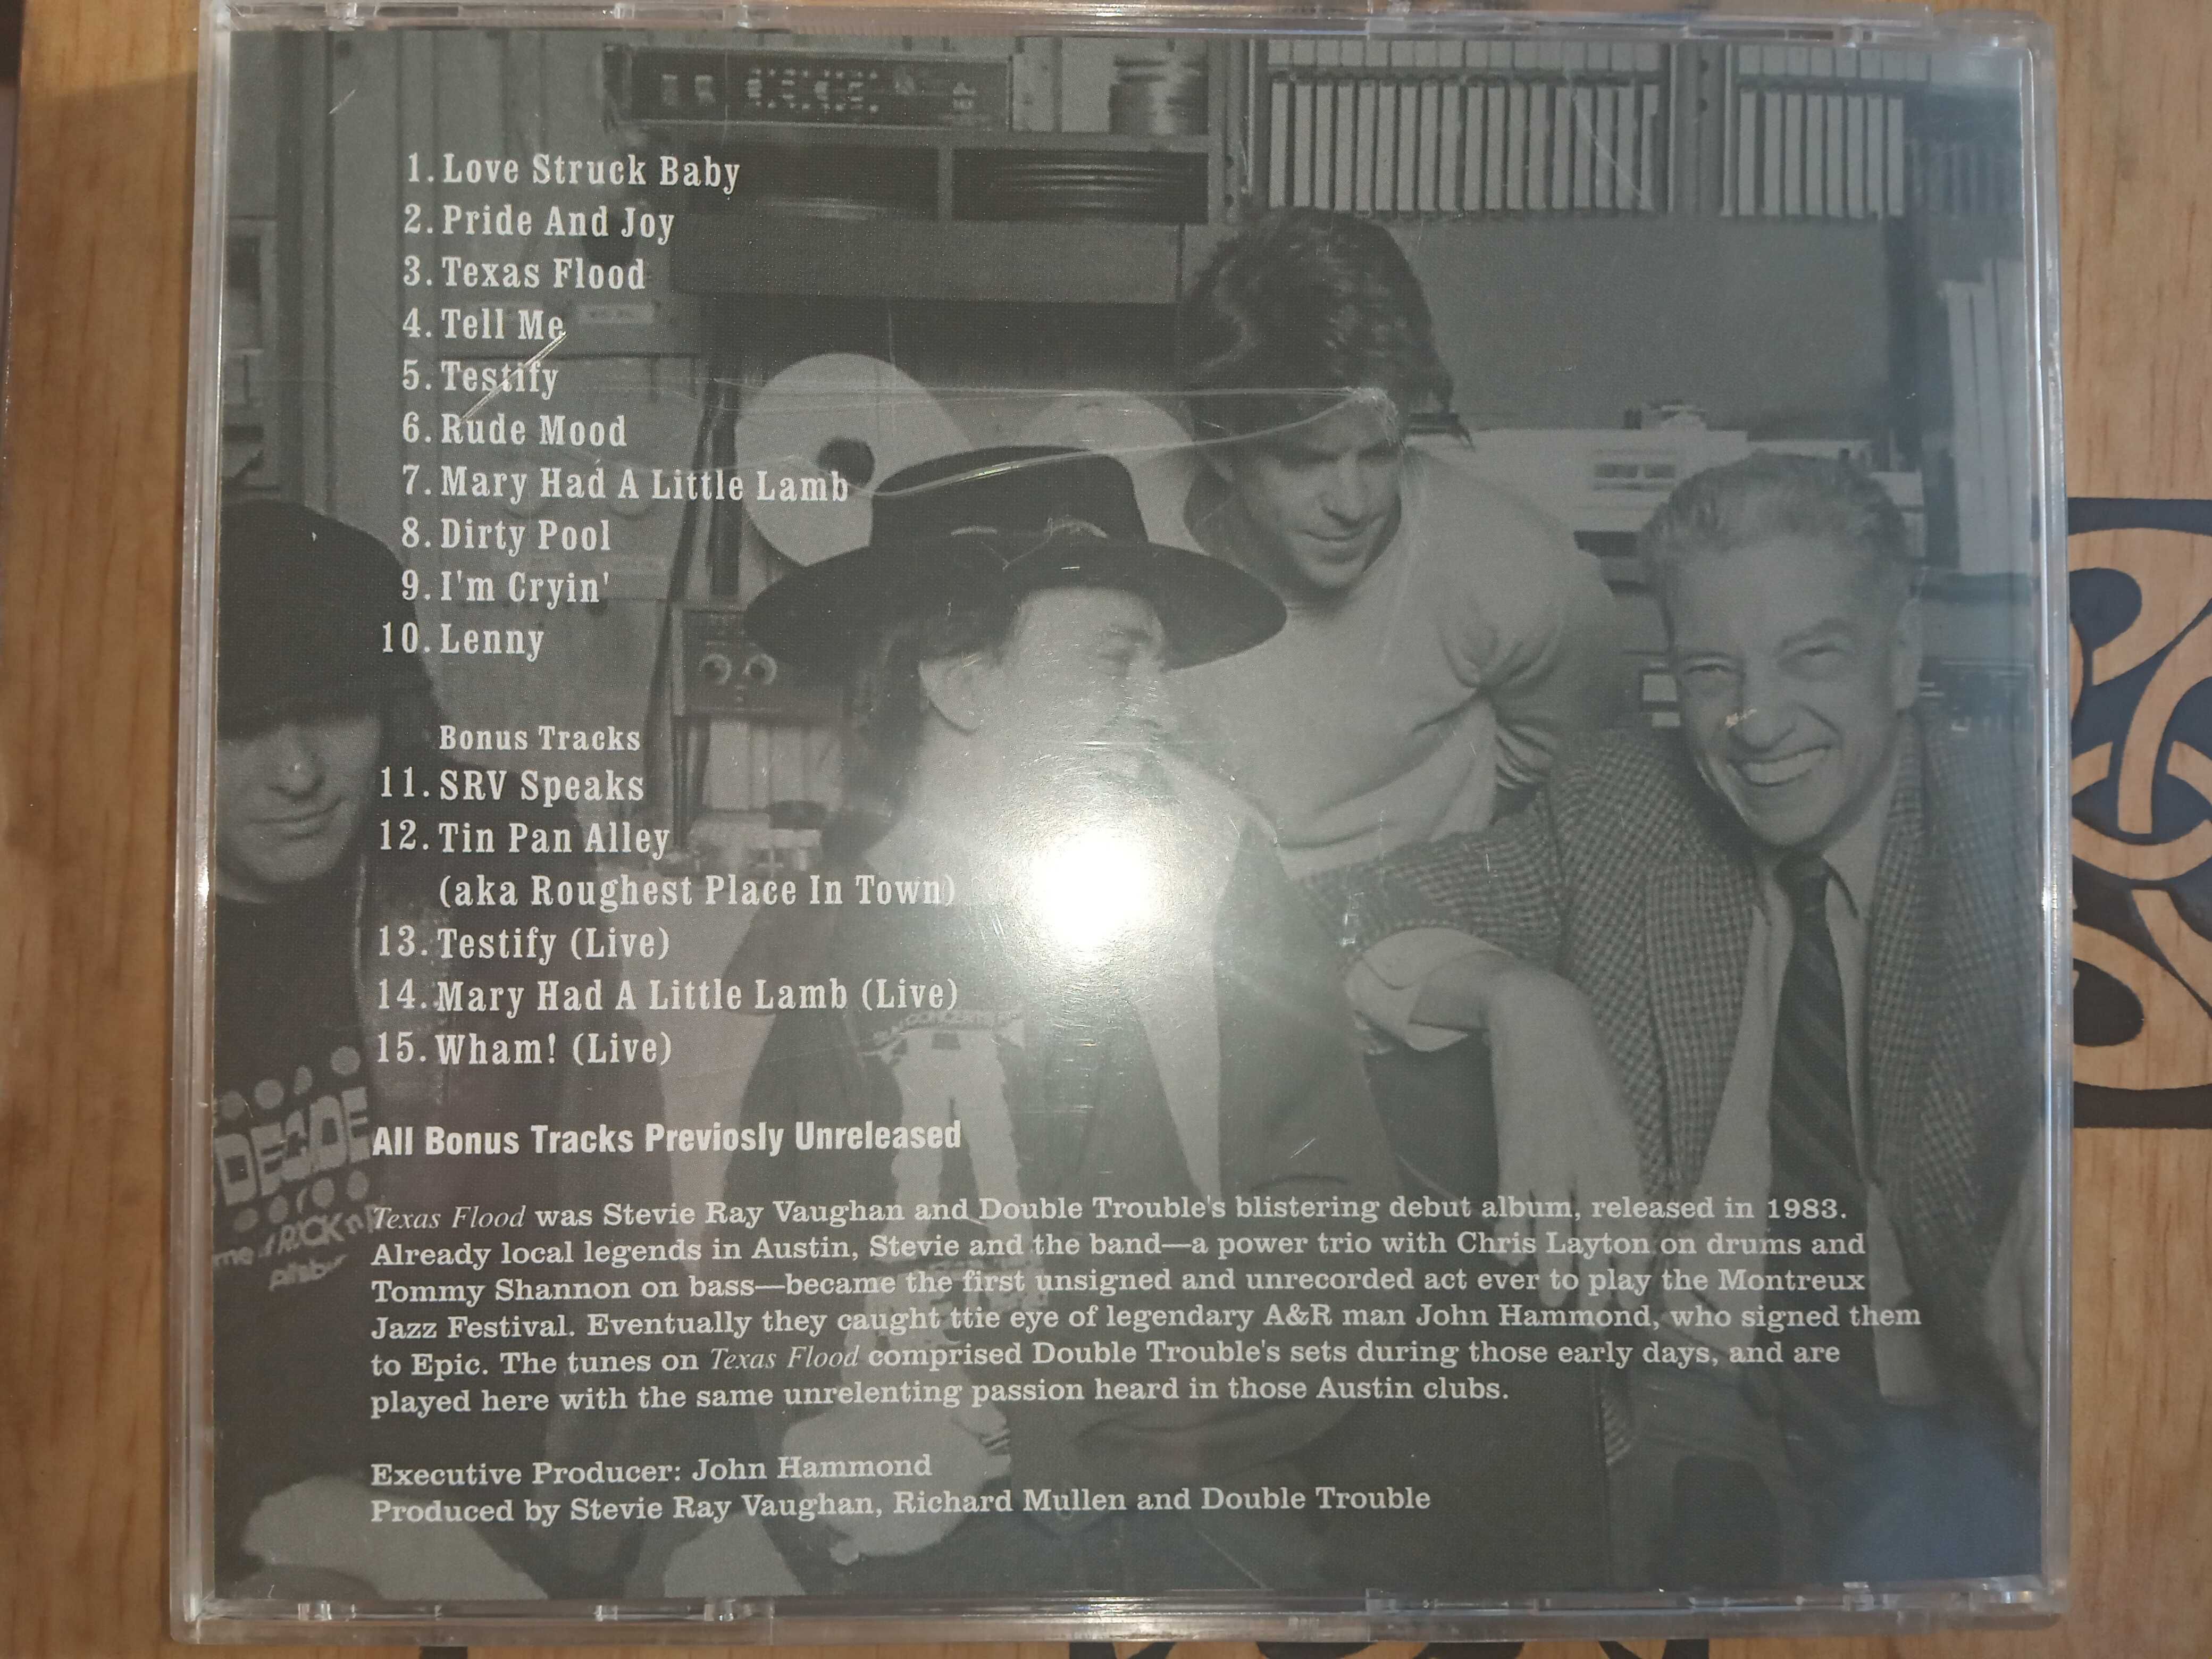 1. Love Struck Baby
2. Pride And Joy
3. Texas Flood
4. Tell Me
5. Testify
6. Rude Mood
7. Mary Had A Little Lamb
8. Dirty Pool
9. I'm Cryin'
10. Lenny
Bonus Tracks
11. SRV Speaks
12. Tin Pan Alley
(aka Roughest Place In Town)
13. Testify (Live)
14. Mary Had A Little Lamb (Live)
15. Wham! (Live)
DECADE
All Bonus Tracks Previosly Unreleased
Texas Flood was Stevie Ray Vaughan and Double Trouble's blistering debut album, released in 1983.
Already local legends in Austin, Stevie and the band—a power trio with Chris Layton on drums and
Tommy Shannon on bass—became the first unsigned and unrecorded act ever to play the Montreux
Jazz Festival. Eventually they caught ttie eye of legendary A&R man John Hammond, who signed them
to Epic. The tunes on Texas Flood comprised Double Trouble's sets during those early days, and are
played here with the same unrelenting passion heard in those Austin clubs.
Executive Producer: John Hammond
Produced by Stevie Ray Vaughan, Richard Mullen and Double Trouble